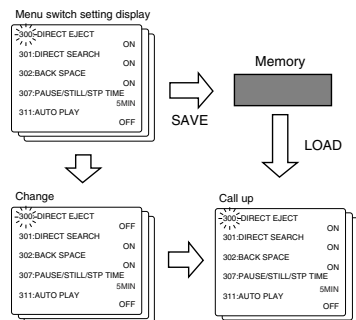 Menu switch setting display
300:DIRECT EJECT
ON
301:DIRECT SEARCH
ON
302:BACK SPACE
ON
307:PAUSE/STILL/STP TIME
5MIN
311:AUTO PLAY
OFF
SAVE
Memory
LOAD
Change
300:DIRECT EJECT
OFF
301:DIRECT SEARCH
ON
302:BACK SPACE
ON
307:PAUSE/STILL/STP TIME
5MIN
311:AUTO PLAY
OFF
Call up
300:DIRECT EJECT
ON
301:DIRECT SEARCH
ON
302:BACK SPACE
ON
307:PAUSE/STILL/STP TIME
5MIN
311:AUTO PLAY
OFF